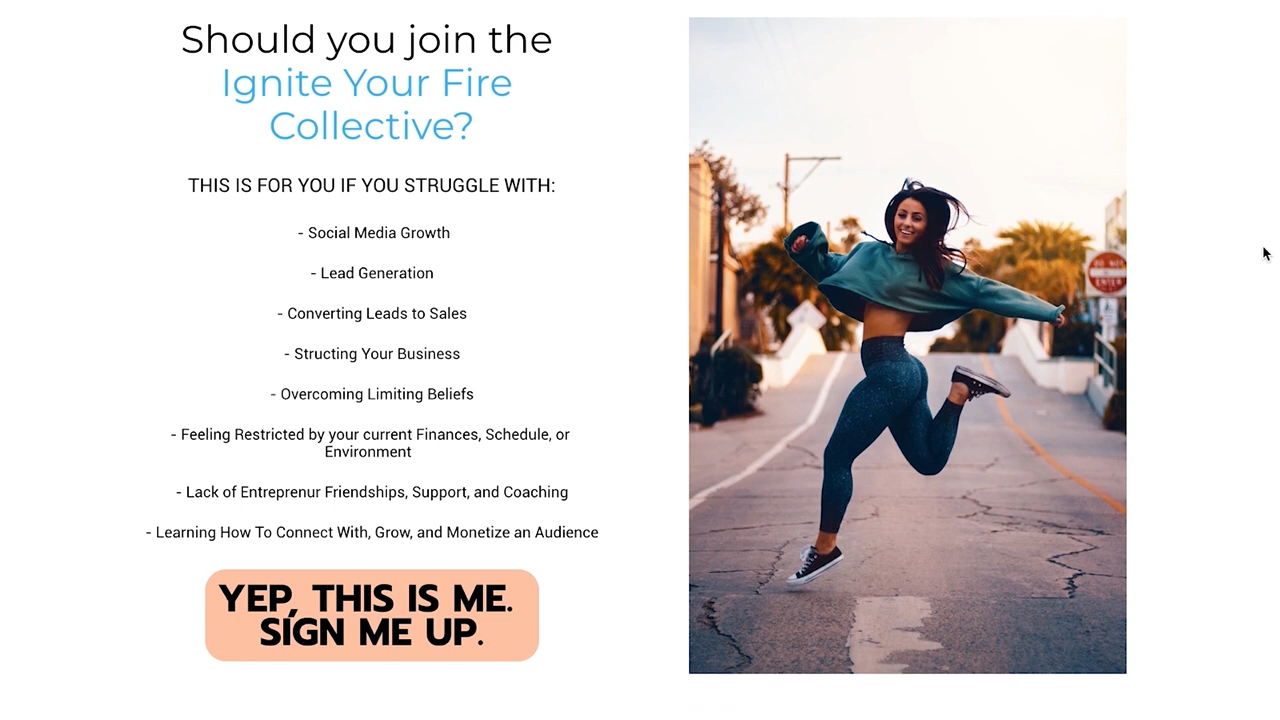 Should you join the
Ignite Your Fire
Collective?
THIS IS FOR YOU IF YOU STRUGGLE WITH:
- Social Media Growth
- Lead Generation
- Converting Leads to Sales
- Structing Your Business
- Overcoming Limiting Beliefs
- Feeling Restricted by your current Finances, Schedule, or
Environment
- Lack of Entreprenur Friendships, Support, and Coaching
- Learning How To Connect With, Grow, and Monetize an Audience
YEP, THIS IS ME.
SIGN ME UP.
DO NOT
ENTER